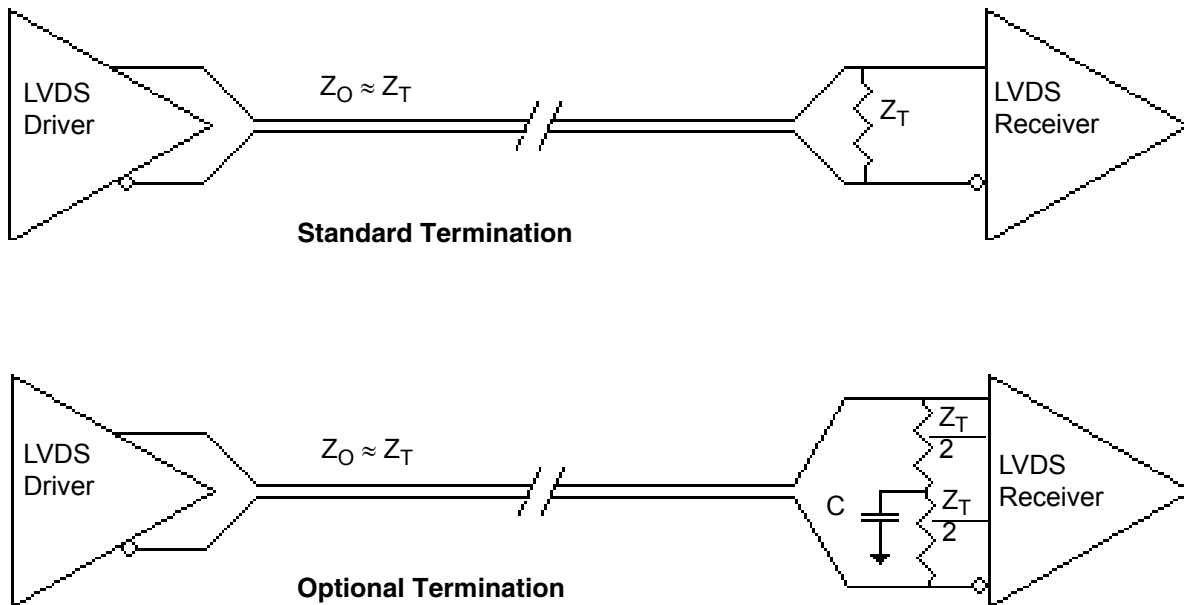 LVDS
Driver
Z_O ≈ Z_T
Z_T
LVDS
Receiver
Standard Termination
LVDS
Driver
Z_O ≈ Z_T
C
Z_T
2
Z_T
2
LVDS
Receiver
Optional Termination